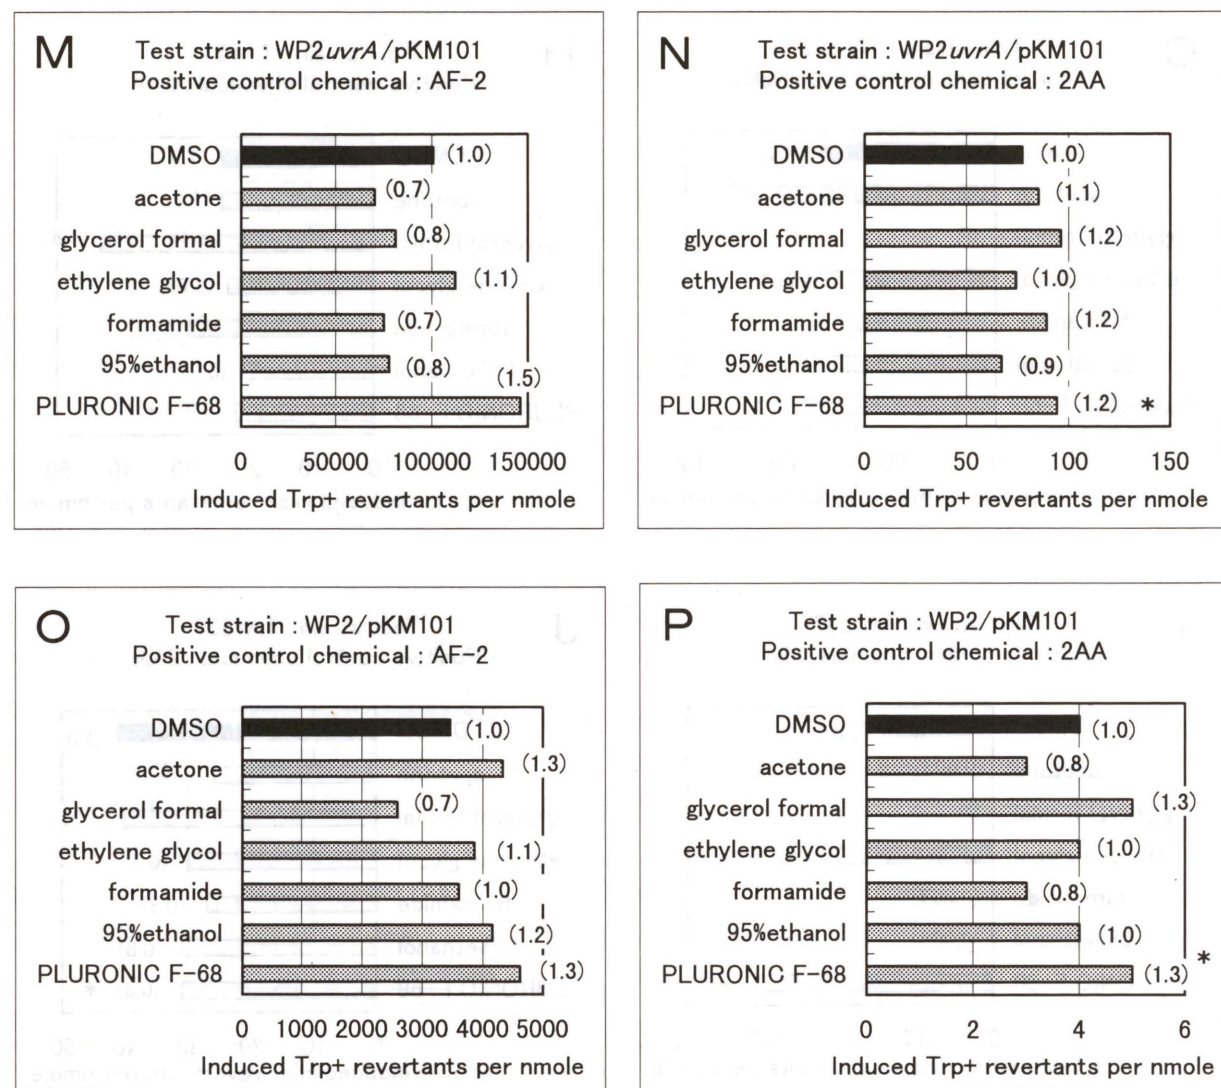 M
Test strain : WP2uvrA/pKM101
Positive control chemical : AF-2
DMSO (1.0)
acetone (0.7)
glycerol formal (0.8)
ethylene glycol (1.1)
formamide (0.7)
95%ethanol (0.8)
PLURONIC F-68 (1.5)
0 50000 100000 150000
Induced Trp+ revertants per nmole
N
Test strain : WP2uvrA/pKM101
Positive control chemical : 2AA
DMSO (1.0)
acetone (1.1)
glycerol formal (1.2)
ethylene glycol (1.0)
formamide (1.2)
95%ethanol (0.9)
PLURONIC F-68 (1.2) *
0 50 100 150
Induced Trp+ revertants per nmole
O
Test strain : WP2/pKM101
Positive control chemical : AF-2
DMSO (1.0)
acetone (1.3)
glycerol formal (0.7)
ethylene glycol (1.1)
formamide (1.0)
95%ethanol (1.2)
PLURONIC F-68 (1.3)
0 1000 2000 3000 4000 5000
Induced Trp+ revertants per nmole
P
Test strain : WP2/pKM101
Positive control chemical : 2AA
DMSO (1.0)
acetone (0.8)
glycerol formal (1.3)
ethylene glycol (1.0)
formamide (0.8)
95%ethanol (1.0)
PLURONIC F-68 (1.3) *
0 2 4 6
Induced Trp+ revertants per nmole